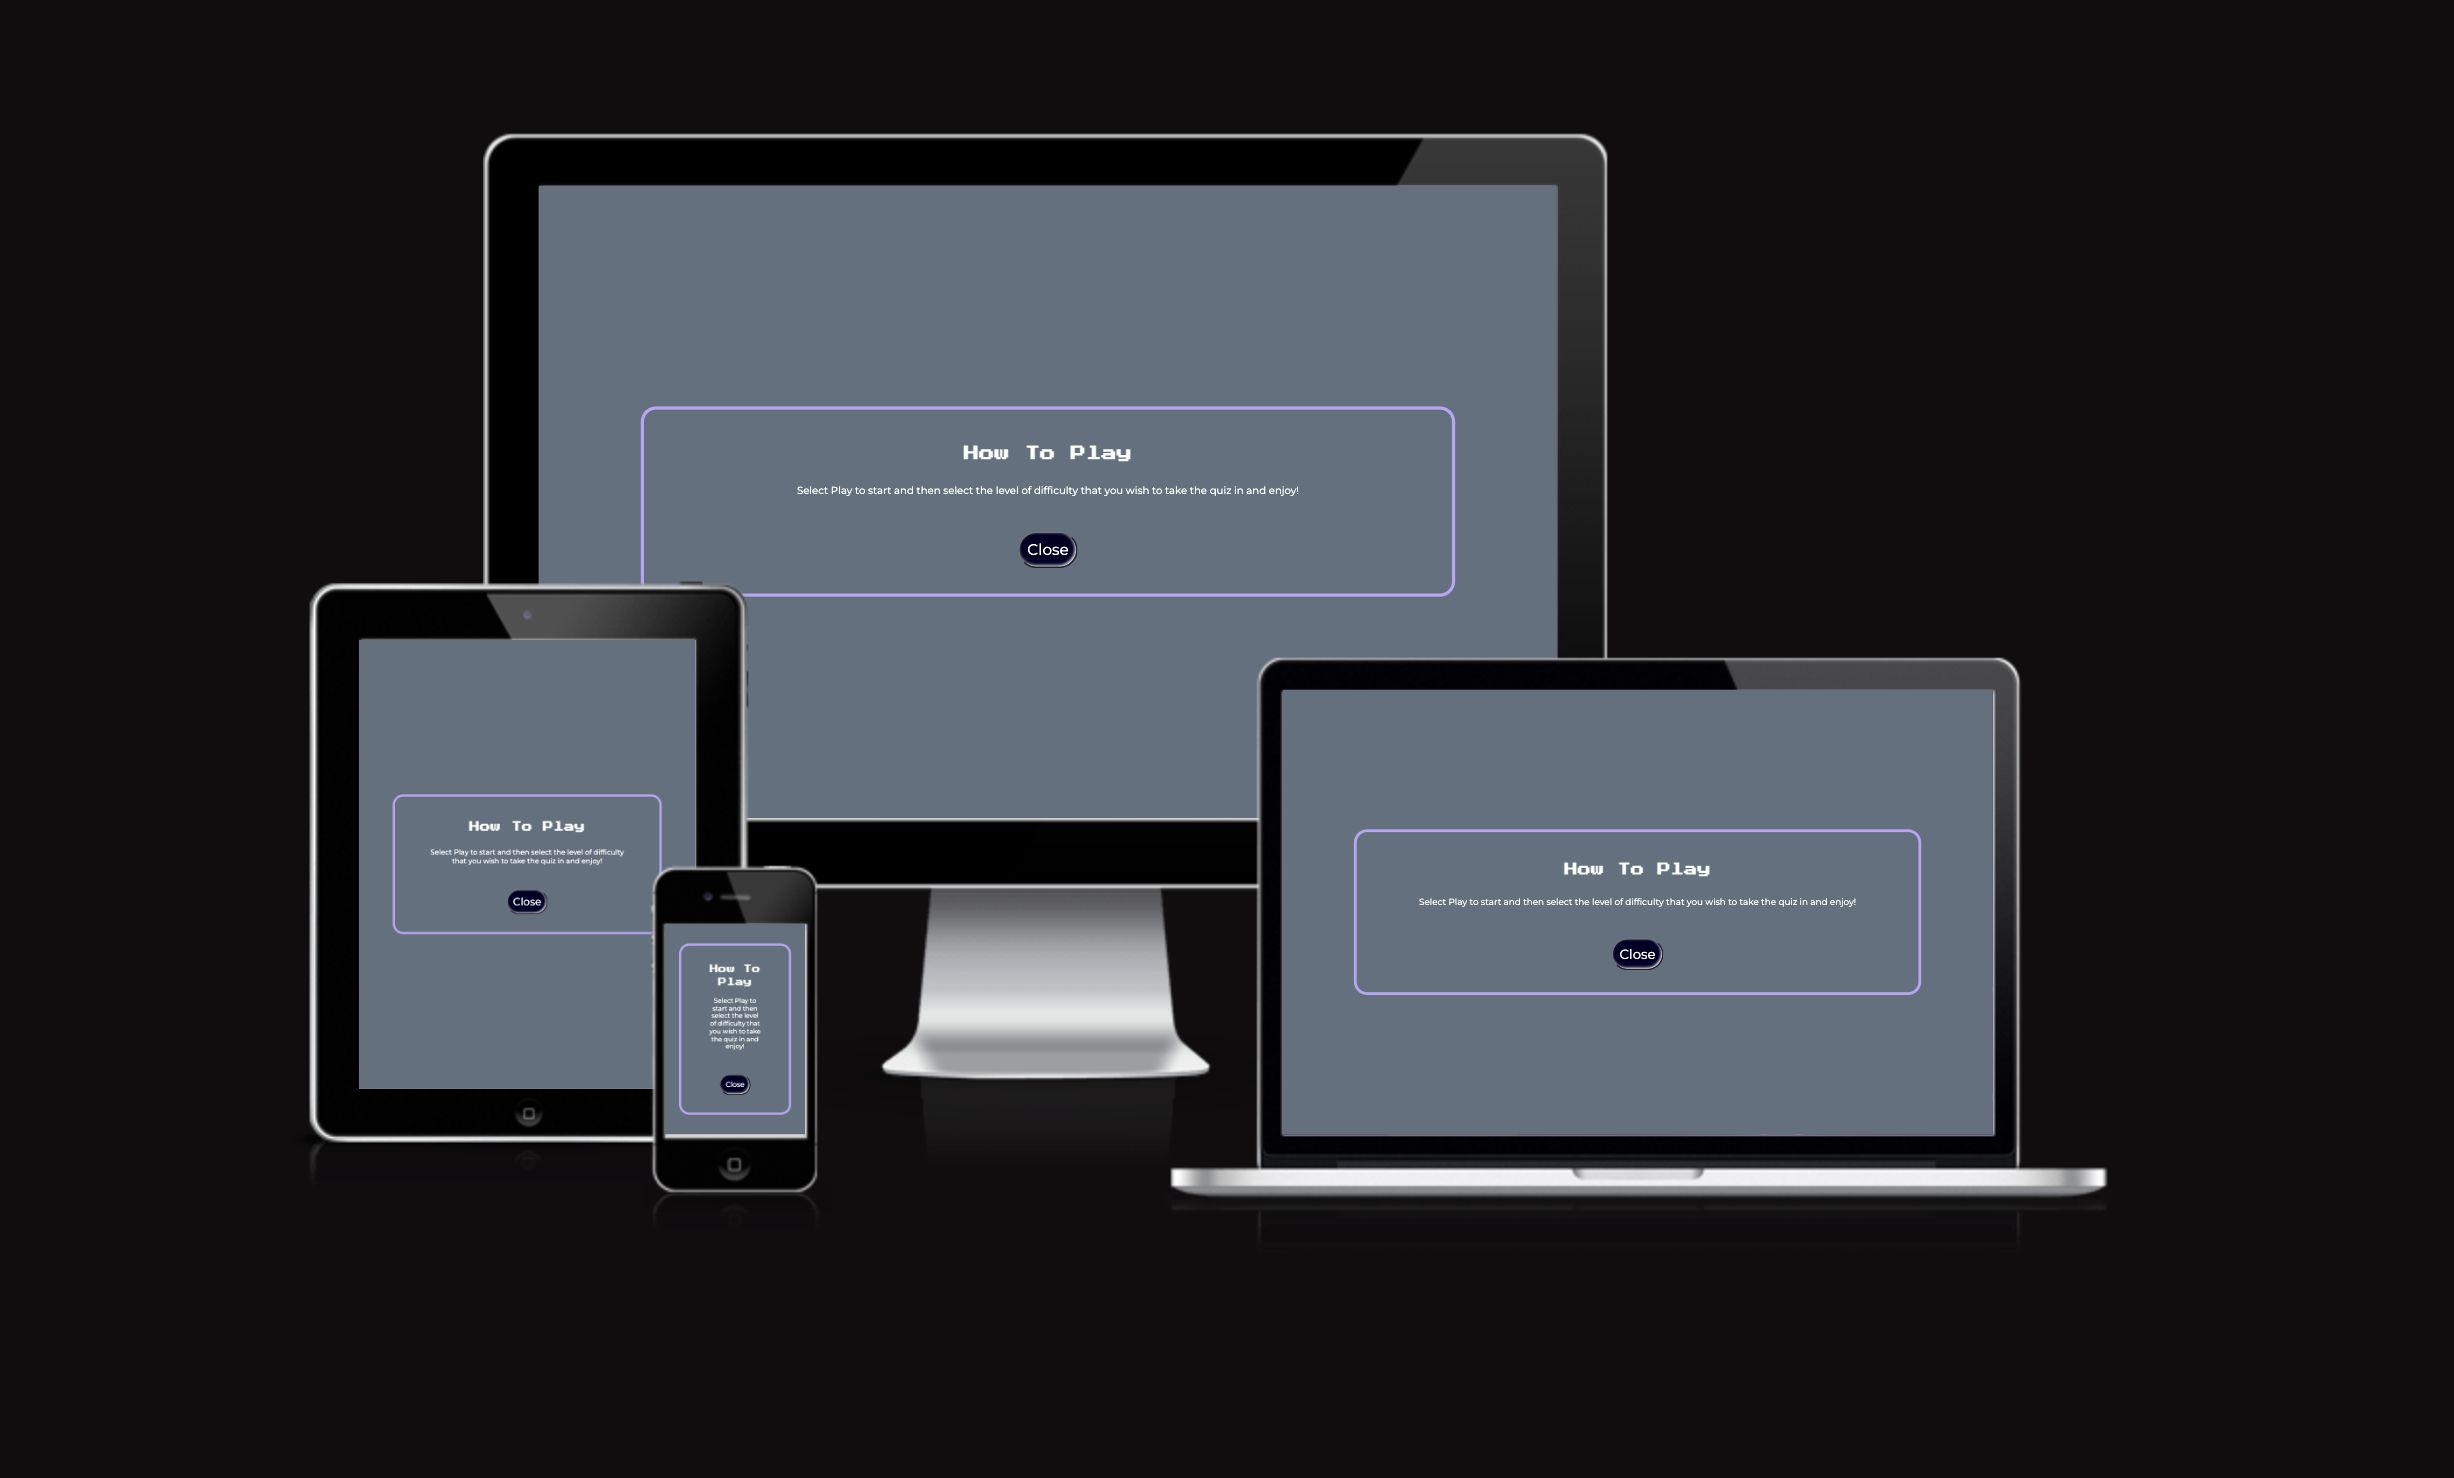 How To Play
Select Play to start and then select the level of difficulty that you wish to take the quiz in and enjoy!
Close
How To Play
Select Play to start and then select the level of difficulty
that you wish to take the quiz in and enjoy!
Close
How To
Play
Select Play to
start and then
select the level
of difficulty that
you wish to take
the quiz in and
enjoy!
Close
How To Play
Select Play to start and then select the level of difficulty that you wish to take the quiz in and enjoy!
Close